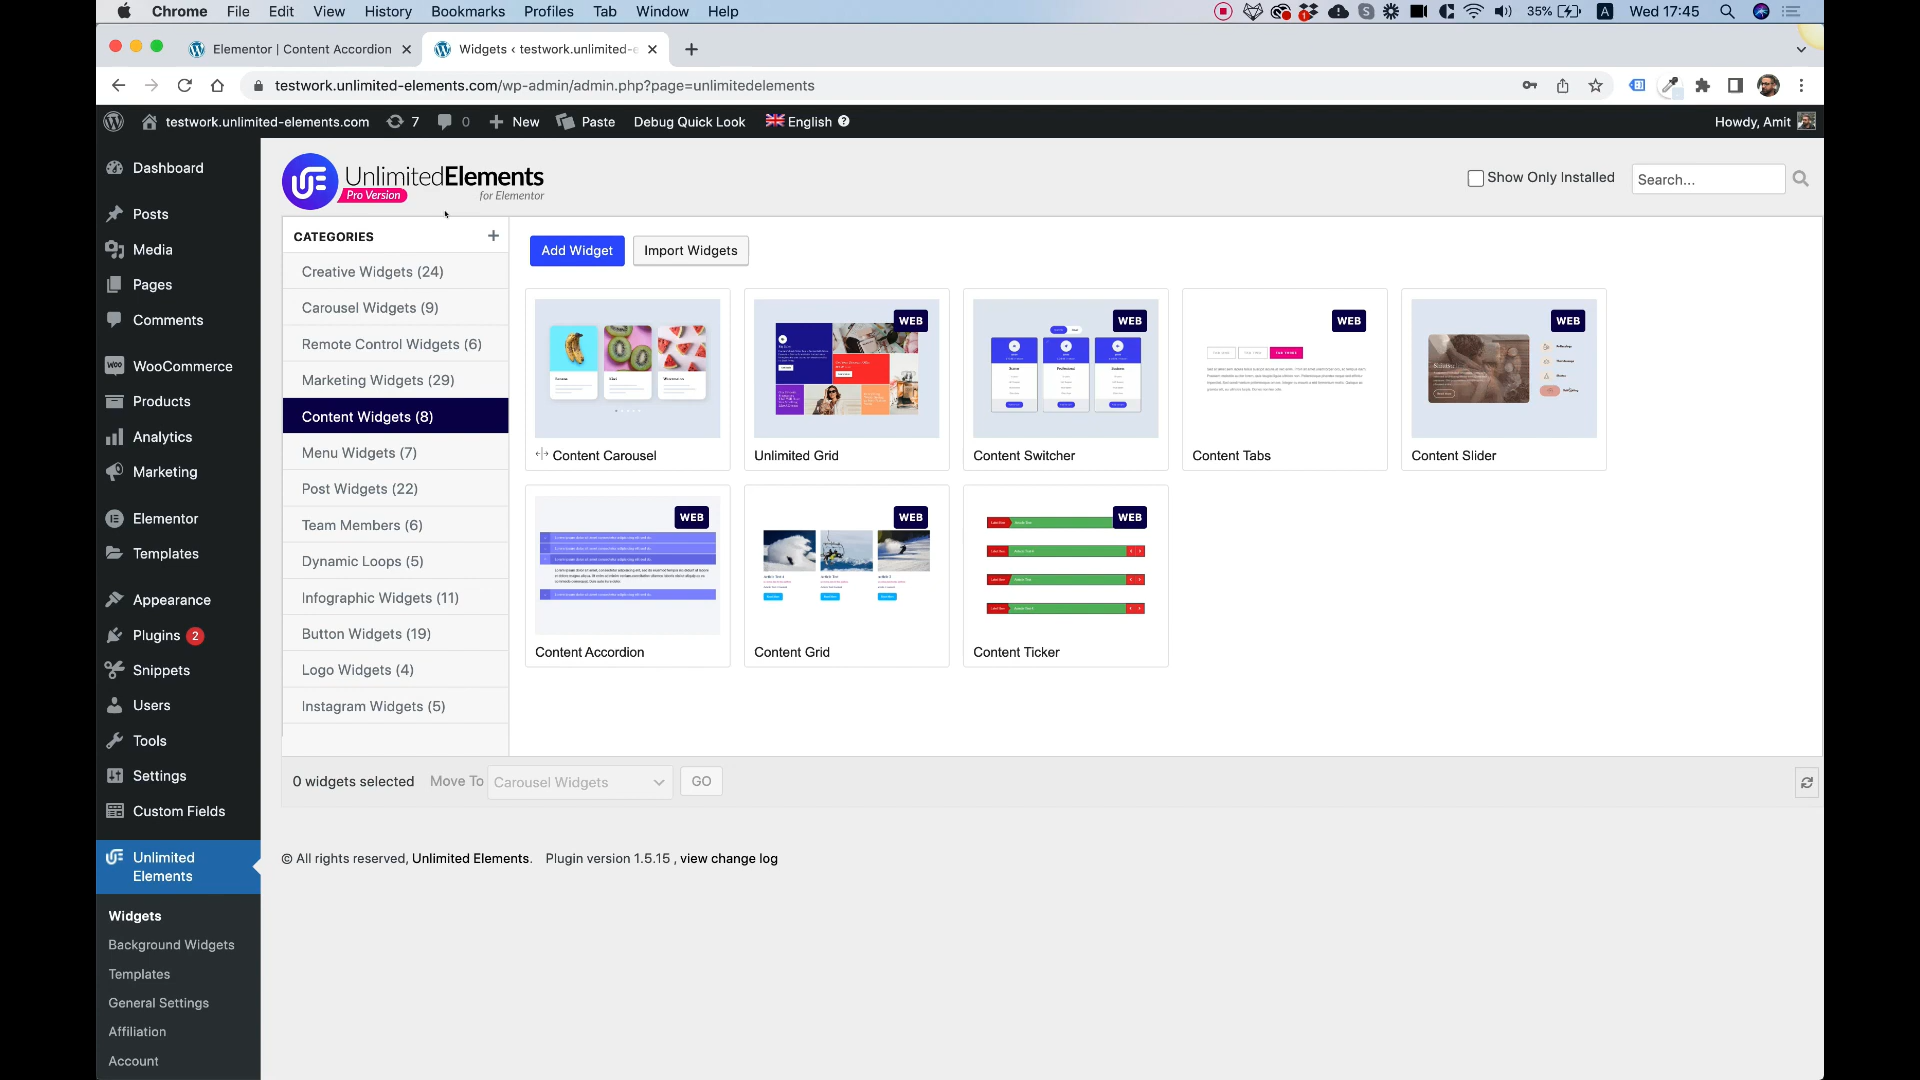 Chrome File Edit View History Bookmarks Profiles Tab Window Help 35% A Wed 17:45
Elementor | Content Accordion
Widgets ‹ testwork.unlimited-e
testwork.unlimited-elements.com/wp-admin/admin.php?page=unlimitedelements
testwork.unlimited-elements.com 7 0 New Paste Debug Quick Look English Howdy, Amit
Dashboard
Posts
Media
Pages
Comments
WooCommerce
Products
Analytics
Marketing
Elementor
Templates
Appearance
Plugins 2
Snippets
Users
Tools
Settings
Custom Fields
Unlimited
Elements
Widgets
Background Widgets
Templates
General Settings
Affiliation
Account
UnlimitedElements
Pro Version
for Elementor
Show Only Installed
Search...
CATEGORIES
Creative Widgets (24)
Carousel Widgets (9)
Remote Control Widgets (6)
Marketing Widgets (29)
Content Widgets (8)
Menu Widgets (7)
Post Widgets (22)
Team Members (6)
Dynamic Loops (5)
Infographic Widgets (11)
Button Widgets (19)
Logo Widgets (4)
Instagram Widgets (5)
Add Widget
Import Widgets
Content Carousel
WEB
Unlimited Grid
WEB
Content Switcher
WEB
Content Tabs
WEB
Content Slider
WEB
Content Accordion
WEB
Content Grid
WEB
Content Ticker
0 widgets selected Move To Carousel Widgets GO
© All rights reserved, Unlimited Elements. Plugin version 1.5.15 , view change log